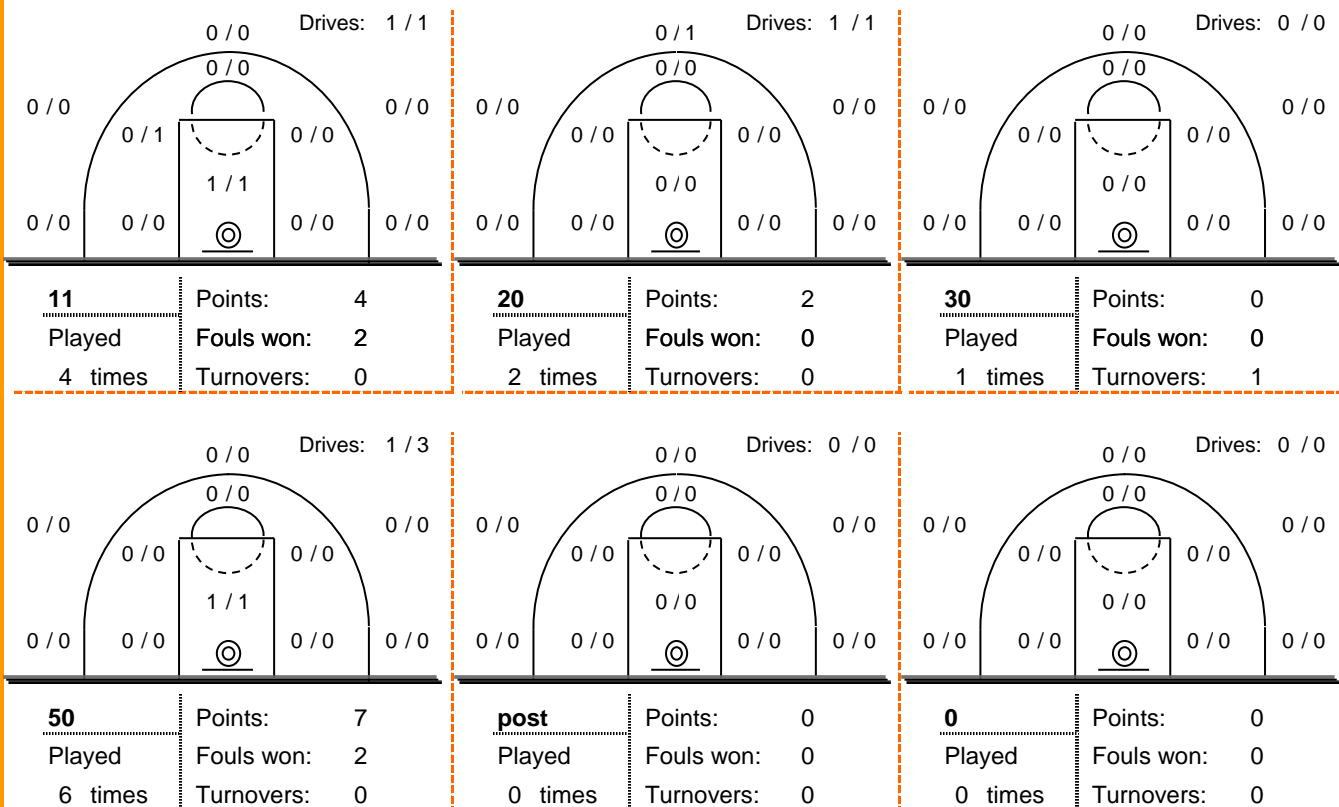 0 / 0 Drives: 1 / 1
0 / 0
0 / 0 0 / 0
0 / 1 0 / 0
1 / 1
0 / 0 0 / 0 0 / 0 0 / 0
11 Points: 4
Played Fouls won: 2
4 times Turnovers: 0
0 / 1 Drives: 1 / 1
0 / 0
0 / 0 0 / 0
0 / 0 0 / 0
0 / 0
0 / 0 0 / 0 0 / 0 0 / 0
20 Points: 2
Played Fouls won: 0
2 times Turnovers: 0
0 / 0 Drives: 0 / 0
0 / 0
0 / 0 0 / 0
0 / 0 0 / 0
0 / 0
0 / 0 0 / 0 0 / 0 0 / 0
30 Points: 0
Played Fouls won: 0
1 times Turnovers: 1
0 / 0 Drives: 1 / 3
0 / 0
0 / 0 0 / 0
0 / 0 0 / 0
1 / 1
0 / 0 0 / 0 0 / 0 0 / 0
50 Points: 7
Played Fouls won: 2
6 times Turnovers: 0
0 / 0 Drives: 0 / 0
0 / 0
0 / 0 0 / 0
0 / 0 0 / 0
0 / 0
0 / 0 0 / 0 0 / 0 0 / 0
post Points: 0
Played Fouls won: 0
0 times Turnovers: 0
0 / 0 Drives: 0 / 0
0 / 0
0 / 0 0 / 0
0 / 0 0 / 0
0 / 0
0 / 0 0 / 0 0 / 0 0 / 0
0 Points: 0
Played Fouls won: 0
0 times Turnovers: 0